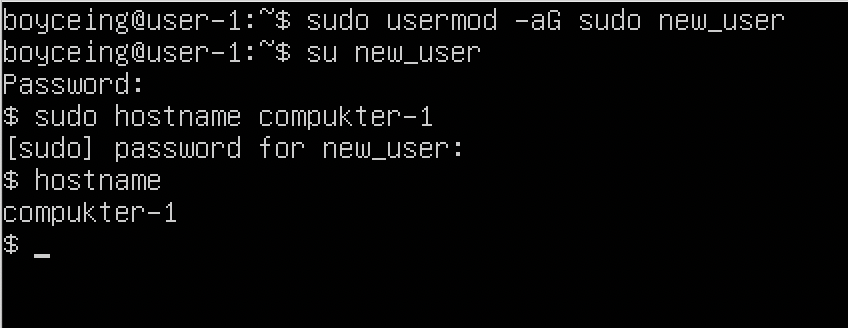 boyceing@user-1:~$ sudo usermod -aG sudo new_user
boyceing@user-1:~$ su new_user
Password:
$ sudo hostname compukter-1
[sudo] password for new_user:
$ hostname
compukter-1
$ _